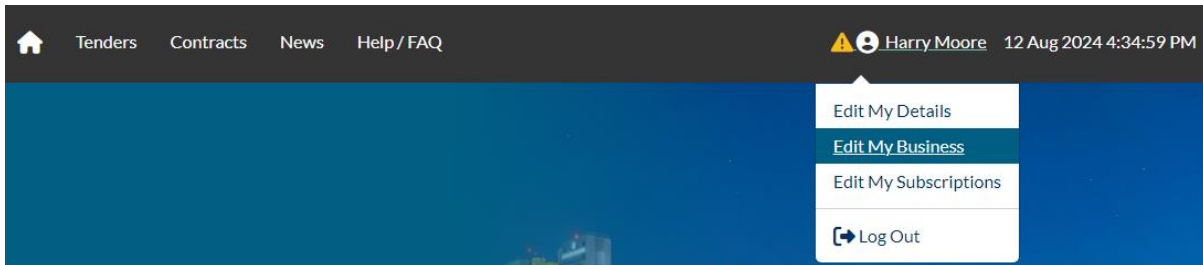 Tenders Contracts News Help / FAQ Harry Moore 12 Aug 2024 4:34:59 PM
Edit My Details
Edit My Business
Edit My Subscriptions
Log Out